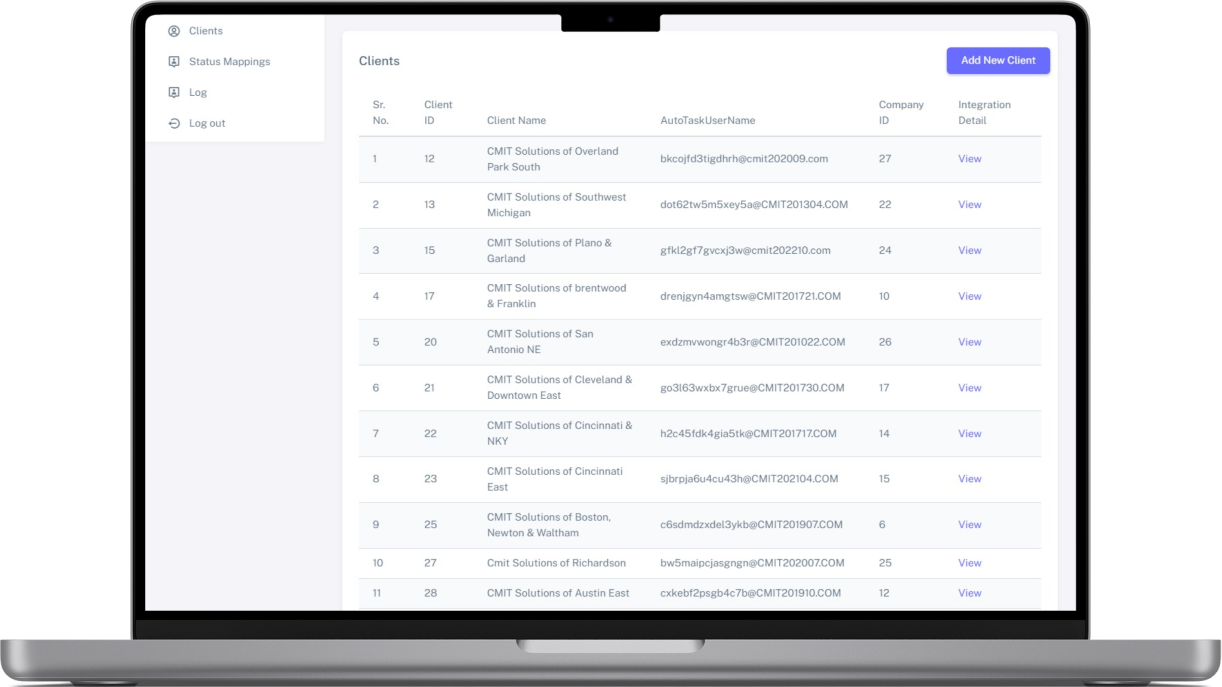 Clients
Status Mappings
Log
Log out
Clients
Add New Client
Sr. No.
Client ID
Client Name
AutoTaskUserName
Company ID
Integration Detail
1 12 CMIT Solutions of Overland Park South bkcojfd3tigdhrh@cmit202009.com 27 View
2 13 CMIT Solutions of Southwest Michigan dot62tw5m5xey5a@CMIT201304.COM 22 View
3 15 CMIT Solutions of Plano & Garland gfkl2gf7gvcxj3w@cmit202210.com 24 View
4 17 CMIT Solutions of brentwood & Franklin drenjgyn4amgtsw@CMIT201721.COM 10 View
5 20 CMIT Solutions of San Antonio NE exdzmvwongr4b3r@CMIT201022.COM 26 View
6 21 CMIT Solutions of Cleveland & Downtown East go3l63wxbx7grue@CMIT201730.COM 17 View
7 22 CMIT Solutions of Cincinnati & NKY h2c45fdk4gia5tk@CMIT201717.COM 14 View
8 23 CMIT Solutions of Cincinnati East sjbrpja6u4cu43h@CMIT202104.COM 15 View
9 25 CMIT Solutions of Boston, Newton & Waltham c6sdmdzxdel3ykb@CMIT201907.COM 6 View
10 27 Cmit Solutions of Richardson bw5maipcjasgngn@CMIT202007.COM 25 View
11 28 CMIT Solutions of Austin East cxkebf2psgb4c7b@CMIT201910.COM 12 View